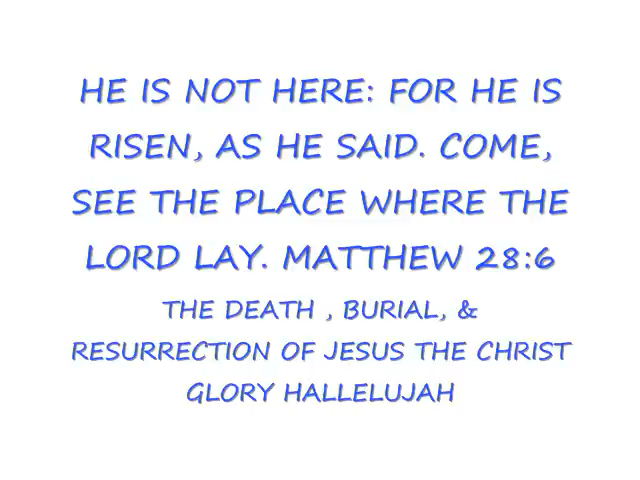 HE IS NOT HERE: FOR HE IS
RISEN, AS HE SAID. COME,
SEE THE PLACE WHERE THE
LORD LAY. MATTHEW 28:6
THE DEATH , BURIAL, &
RESURRECTION OF JESUS THE CHRIST
GLORY HALLELUJAH